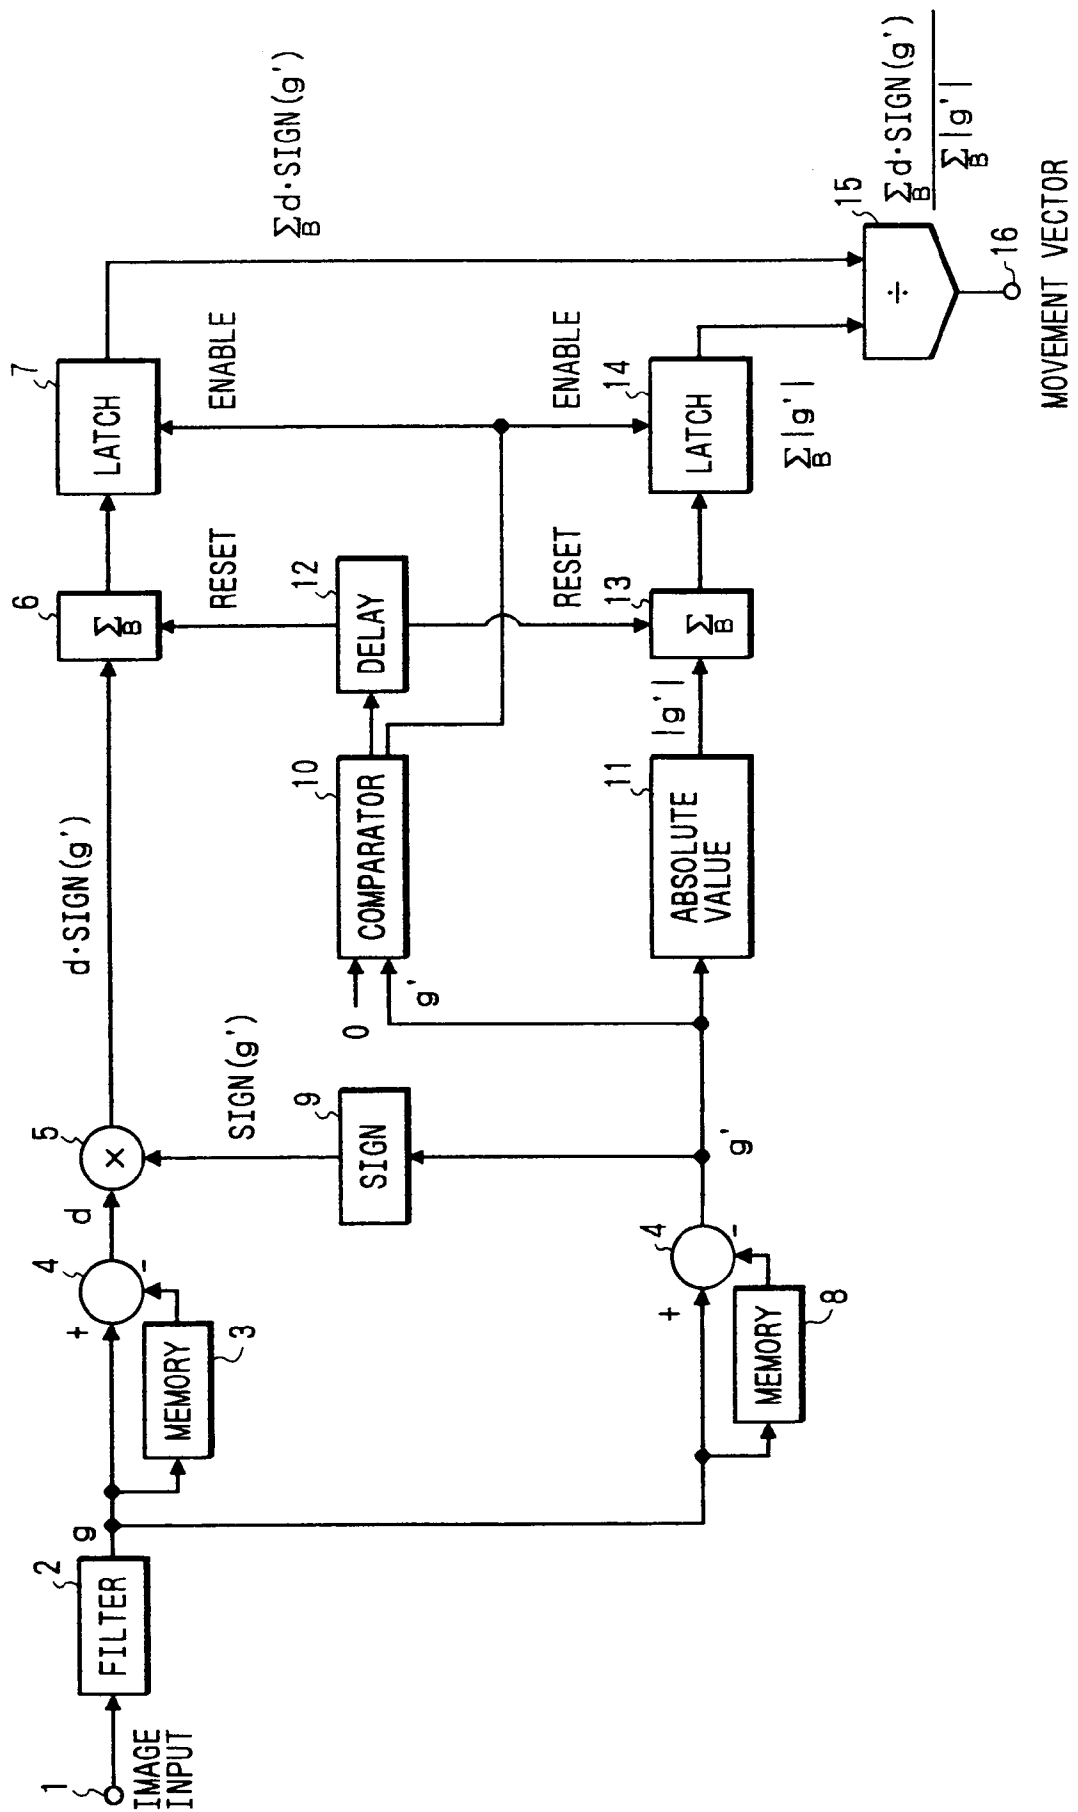 1
IMAGE
INPUT
FILTER
2
g
+
-
4
MEMORY
3
d
×
5
d·SIGN(g')
Σ
B
6
LATCH
7
Σ d·SIGN(g')
B
SIGN(g')
SIGN
9
0
g'
COMPARATOR
10
DELAY
12
RESET
RESET
ENABLE
ENABLE
+
-
4
MEMORY
8
g'
ABSOLUTE
VALUE
11
|g'|
Σ
B
13
LATCH
14
Σ |g'|
B
÷
15
Σ d·SIGN(g')
B
Σ |g'|
B
16
MOVEMENT VECTOR